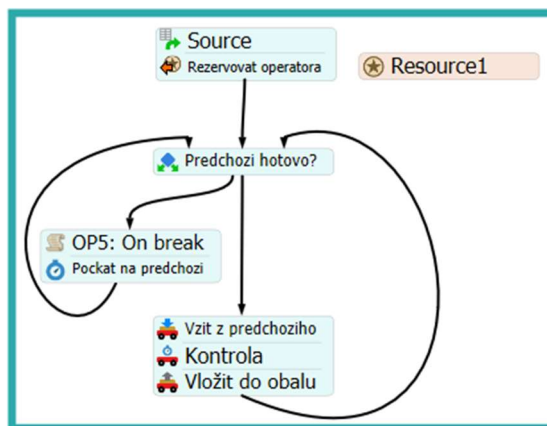 Source
Rezervovat operatora
Resource1
Predchozi hotovo?
OP5: On break
Pockat na predchozi
Vzit z predchoziho
Kontrola
Vložit do obalu